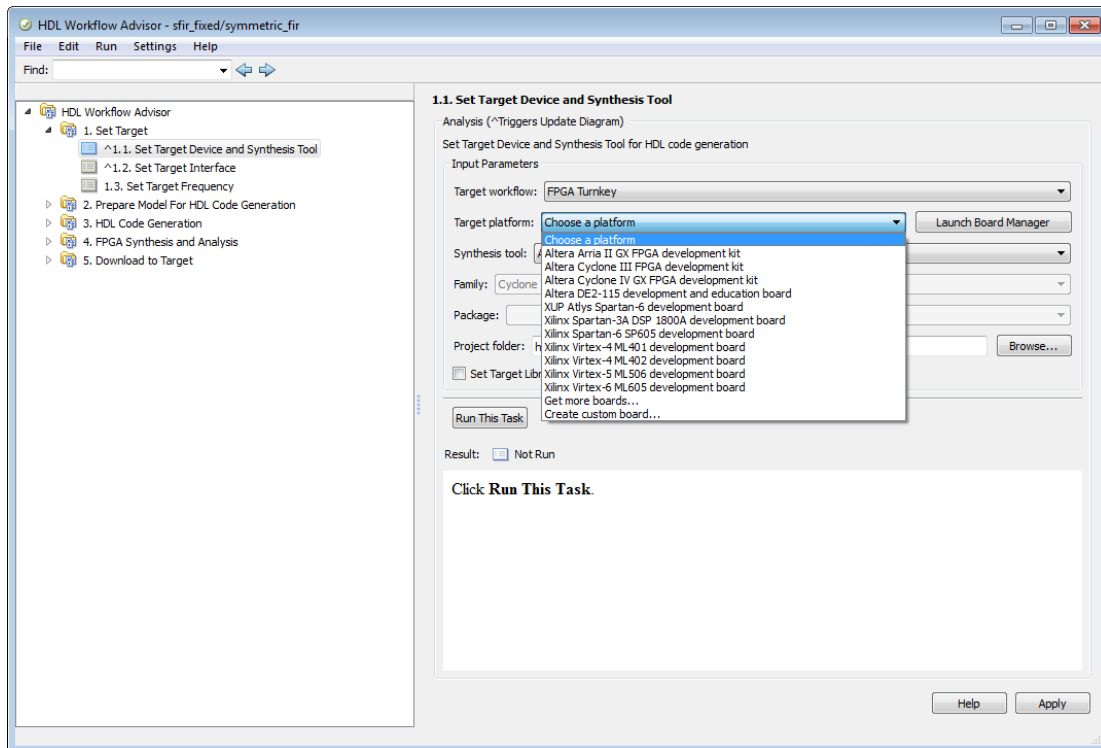 HDL Workflow Advisor - sfir_fixed/symmetric_fir
File Edit Run Settings Help
Find:
HDL Workflow Advisor
1. Set Target
^1.1. Set Target Device and Synthesis Tool
^1.2. Set Target Interface
1.3. Set Target Frequency
2. Prepare Model For HDL Code Generation
3. HDL Code Generation
4. FPGA Synthesis and Analysis
5. Download to Target
1.1. Set Target Device and Synthesis Tool
Analysis (^Triggers Update Diagram)
Set Target Device and Synthesis Tool for HDL code generation
Input Parameters
Target workflow: FPGA Turnkey
Target platform: Choose a platform Launch Board Manager
Choose a platform
Synthesis tool: Altera Arria II GX FPGA development kit
Altera Cyclone III FPGA development kit
Family: Cyclone Altera Cyclone IV GX FPGA development kit
Altera DE2-115 development and education board
XUP Atlys Spartan-6 development board
Package: Xilinx Spartan-3A DSP 1800A development board
Xilinx Spartan-6 SP605 development board
Project folder: h Xilinx Virtex-4 ML401 development board Browse...
Xilinx Virtex-4 ML402 development board
Set Target Libr Xilinx Virtex-5 ML506 development board
Xilinx Virtex-6 ML605 development board
Get more boards...
Create custom board...
Run This Task
Result: Not Run
Click Run This Task.
Help Apply